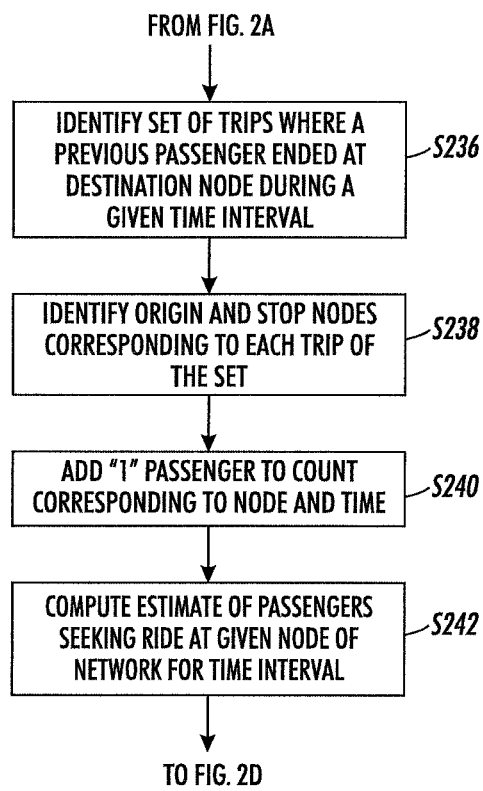 FROM FIG. 2A
IDENTIFY SET OF TRIPS WHERE A
PREVIOUS PASSENGER ENDED AT
DESTINATION NODE DURING A
GIVEN TIME INTERVAL
S236
IDENTIFY ORIGIN AND STOP NODES
CORRESPONDING TO EACH TRIP OF
THE SET
S238
ADD "1" PASSENGER TO COUNT
CORRESPONDING TO NODE AND TIME
S240
COMPUTE ESTIMATE OF PASSENGERS
SEEKING RIDE AT GIVEN NODE OF
NETWORK FOR TIME INTERVAL
S242
TO FIG. 2D